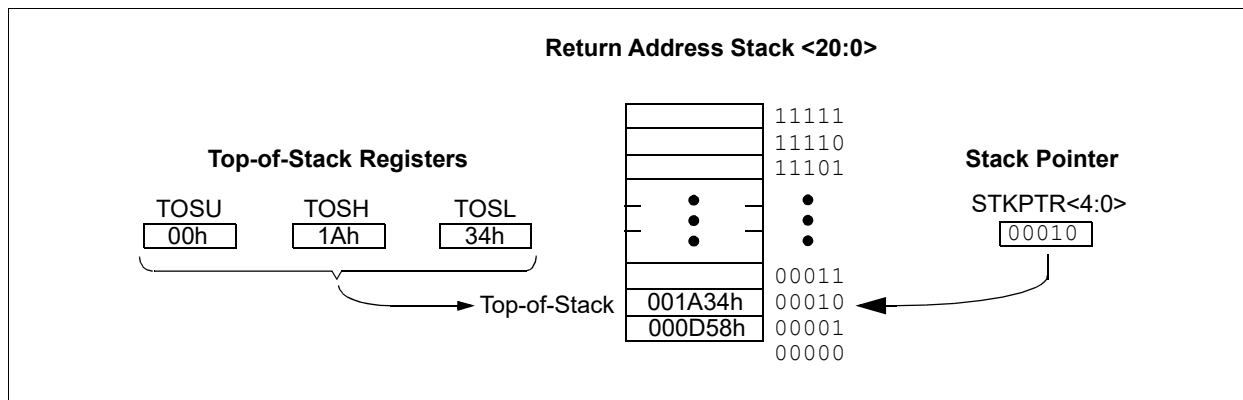 Return Address Stack <20:0>
11111
11110
11101
Top-of-Stack Registers
Stack Pointer
TOSU TOSH TOSL
STKPTR<4:0>
00h 1Ah 34h
00010
00011
Top-of-Stack 001A34h 00010
000D58h 00001
00000